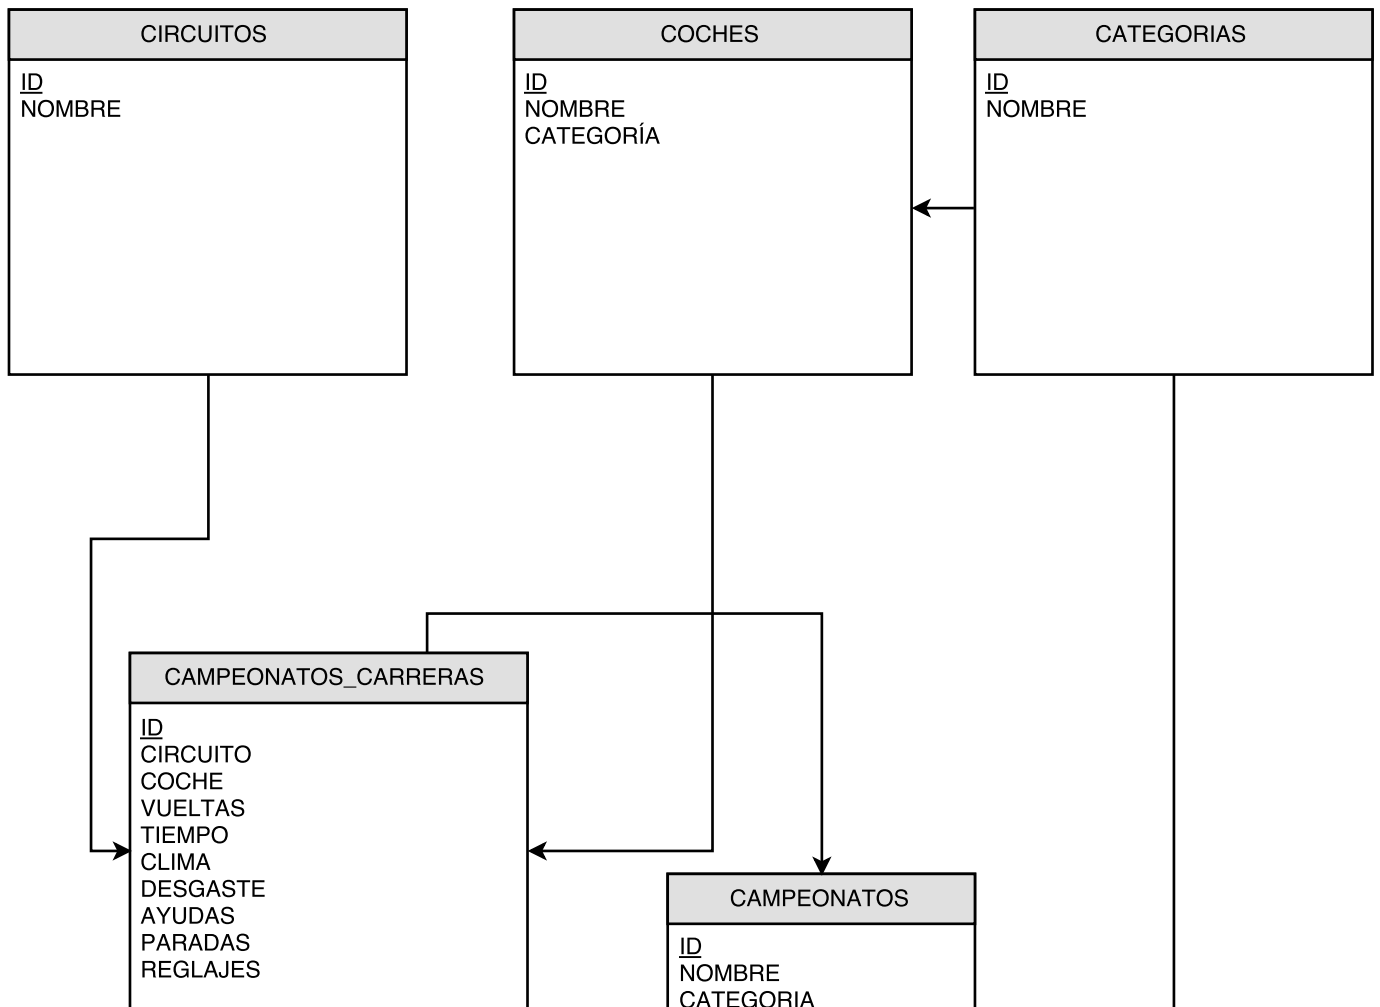 CIRCUITOS
ID
NOMBRE
COCHES
ID
NOMBRE
CATEGORÍA
CATEGORIAS
ID
NOMBRE
CAMPEONATOS_CARRERAS
ID
CIRCUITO
COCHE
VUELTAS
TIEMPO
CLIMA
DESGASTE
AYUDAS
PARADAS
REGLAJES
CAMPEONATOS
ID
NOMBRE
CATEGORIA